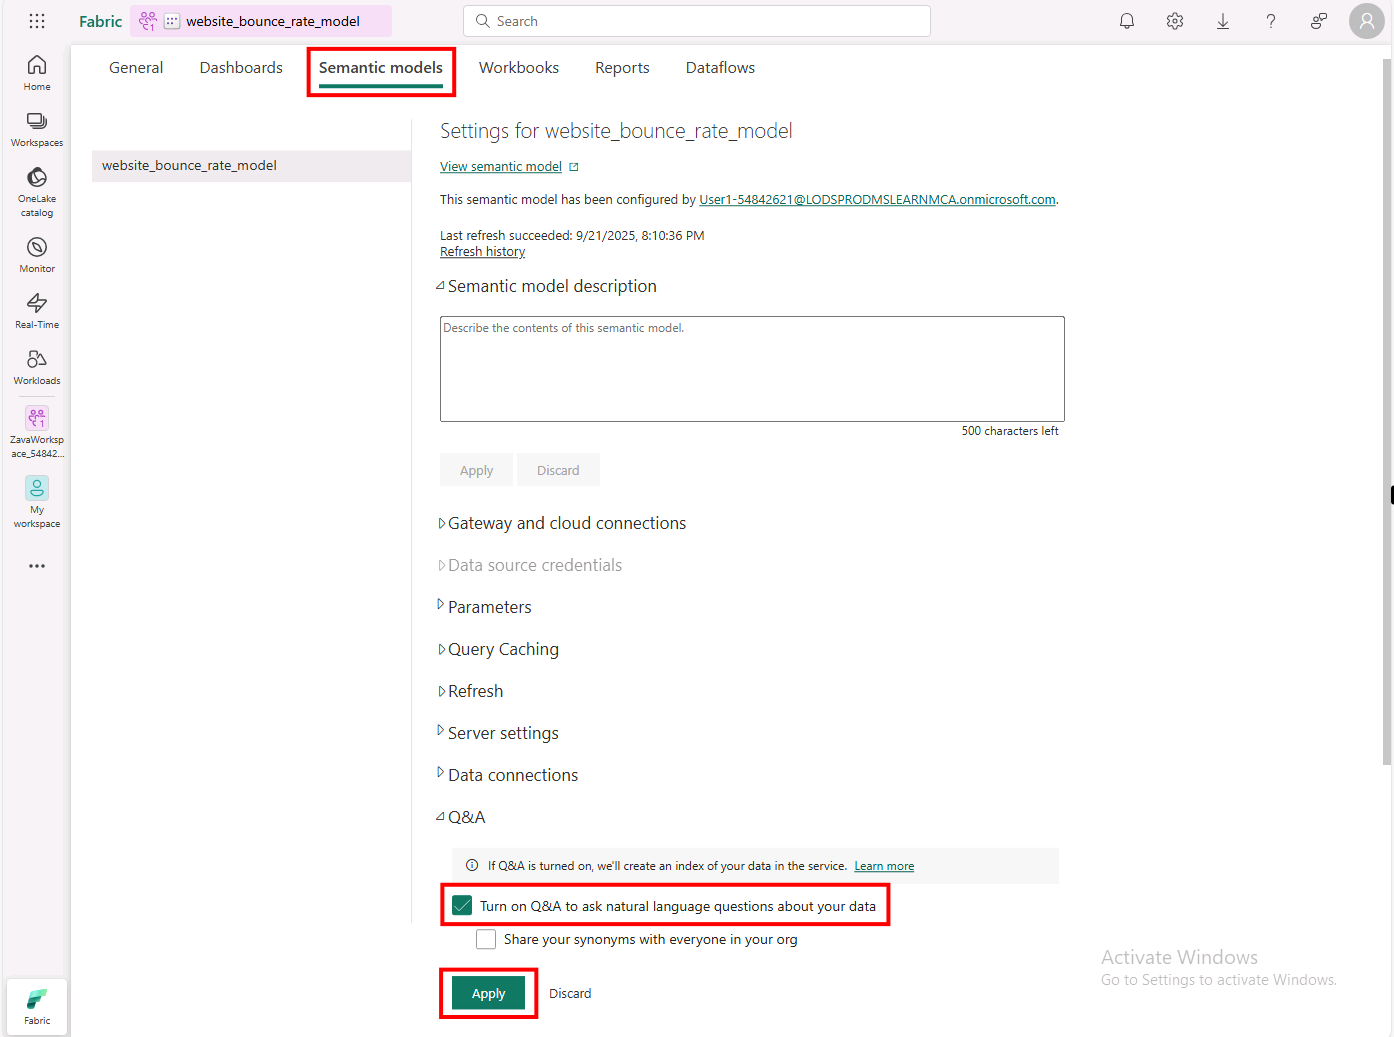 Fabric
website_bounce_rate_model
Search
Home
Workspaces
OneLake
catalog
Monitor
Real-Time
Workloads
ZavaWorksp
ace_54842...
My
workspace
Fabric
General
Dashboards
Semantic models
Workbooks
Reports
Dataflows
website_bounce_rate_model
Settings for website_bounce_rate_model
View semantic model
This semantic model has been configured by User1-54842621@LODSPRODMSLEARNMCA.onmicrosoft.com.
Last refresh succeeded: 9/21/2025, 8:10:36 PM
Refresh history
Semantic model description
Describe the contents of this semantic model.
500 characters left
Apply
Discard
Gateway and cloud connections
Data source credentials
Parameters
Query Caching
Refresh
Server settings
Data connections
Q&A
If Q&A is turned on, we'll create an index of your data in the service. Learn more
Turn on Q&A to ask natural language questions about your data
Share your synonyms with everyone in your org
Apply
Discard
Activate Windows
Go to Settings to activate Windows.